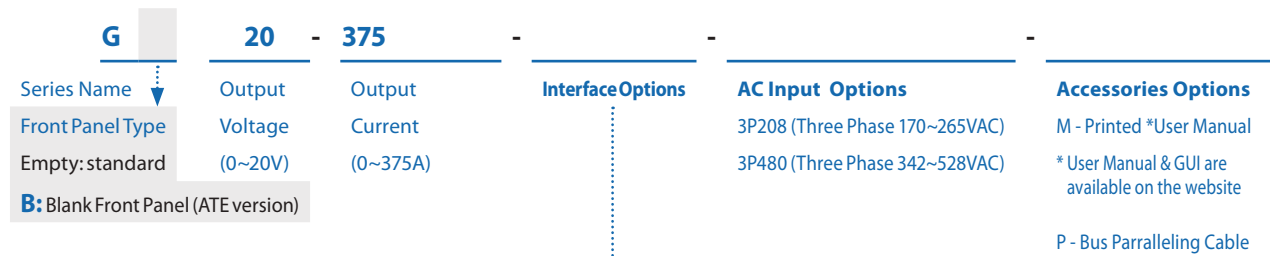 G 20 - 375 - - -
Series Name Output Output Interface Options AC Input Options Accessories Options
Front Panel Type Voltage Current 3P208 (Three Phase 170~265VAC) M - Printed *User Manual
Empty: standard (0~20V) (0~375A) 3P480 (Three Phase 342~528VAC) * User Manual & GUI are
available on the website
B: Blank Front Panel (ATE version)
P - Bus Parralleling Cable